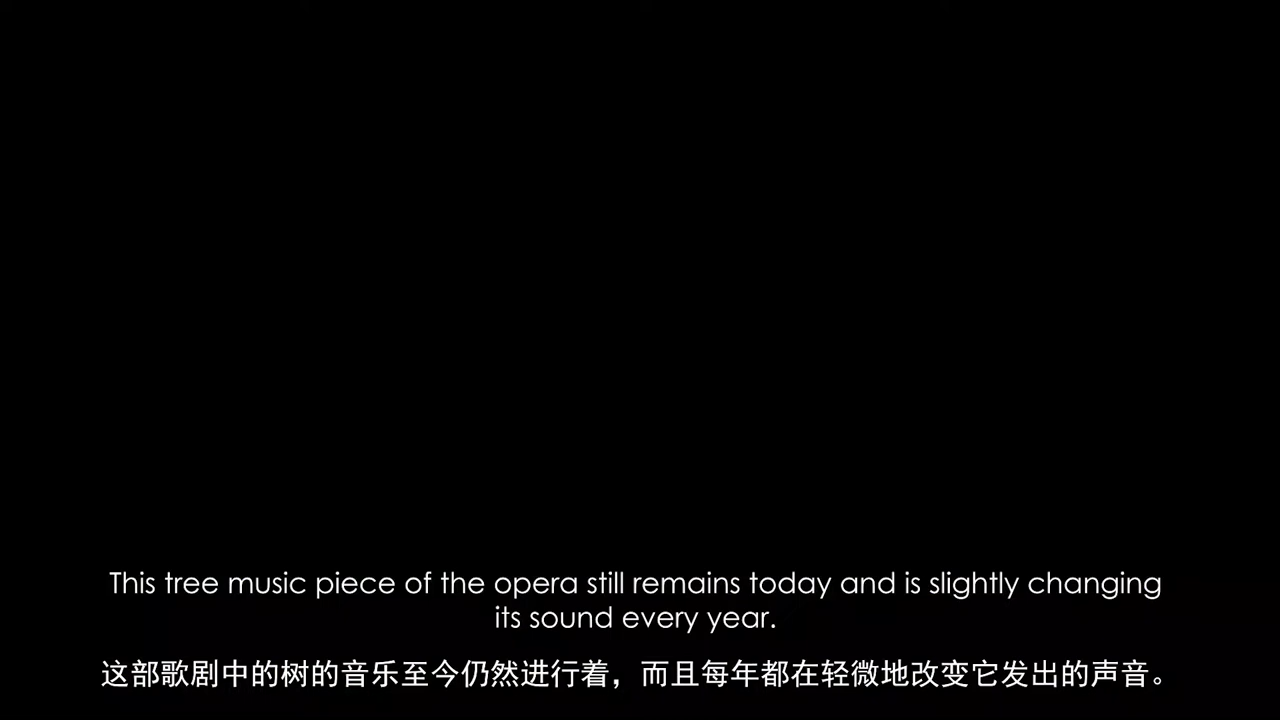 This tree music piece of the opera still remains today and is slightly changing
its sound every year.
这部歌剧中的树的音乐至今仍然进行着，而且每年都在轻微地改变它发出的声音。